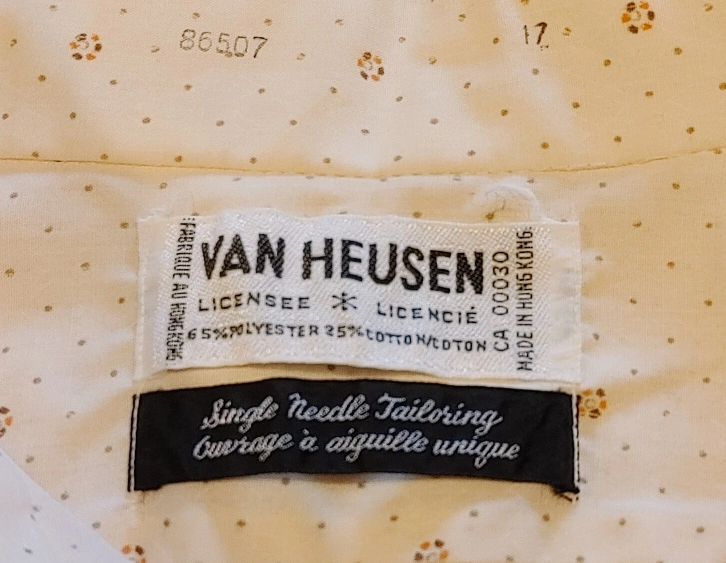 86507 17
FABRIQUE AU HONG KONG
VAN HEUSEN
LICENSEE * LICENCIÉ
65%POLYESTER 25%COTTON/COTON
CA 00030
MADE IN HUNG KONG
Single Needle Tailoring
Ouvrage à aiguille unique